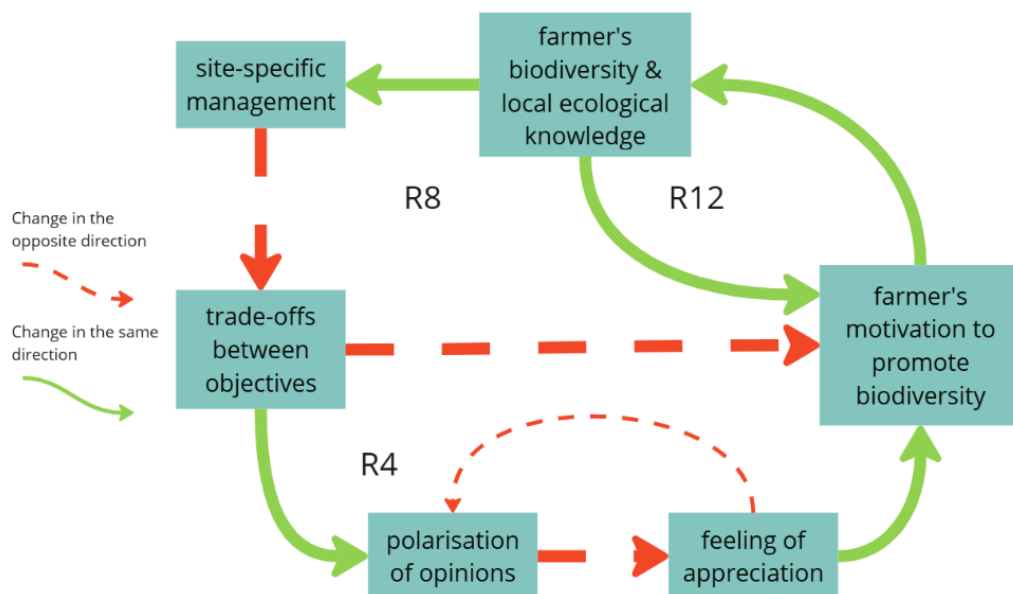 farmer's
biodiversity &
local ecological
knowledge
site-specific
management
R8
R12
Change in the
opposite direction
Change in the same
direction
trade-offs
between
objectives
farmer's
motivation to
promote
biodiversity
R4
polarisation
of opinions
feeling of
appreciation